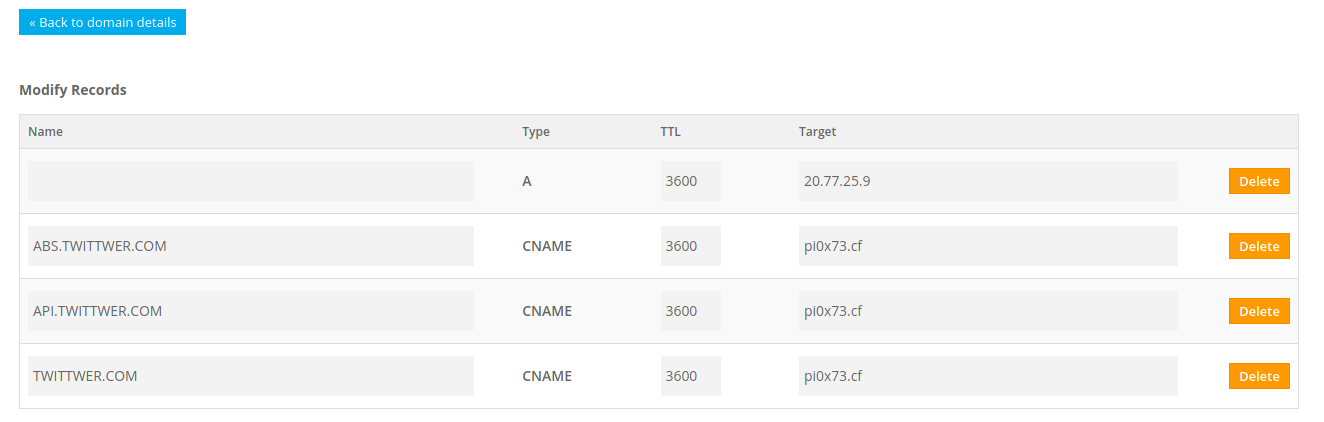 « Back to domain details
Modify Records
Name Type TTL Target
A 3600 20.77.25.9 Delete
ABS.TWITTWER.COM CNAME 3600 pi0x73.cf Delete
API.TWITTWER.COM CNAME 3600 pi0x73.cf Delete
TWITTWER.COM CNAME 3600 pi0x73.cf Delete